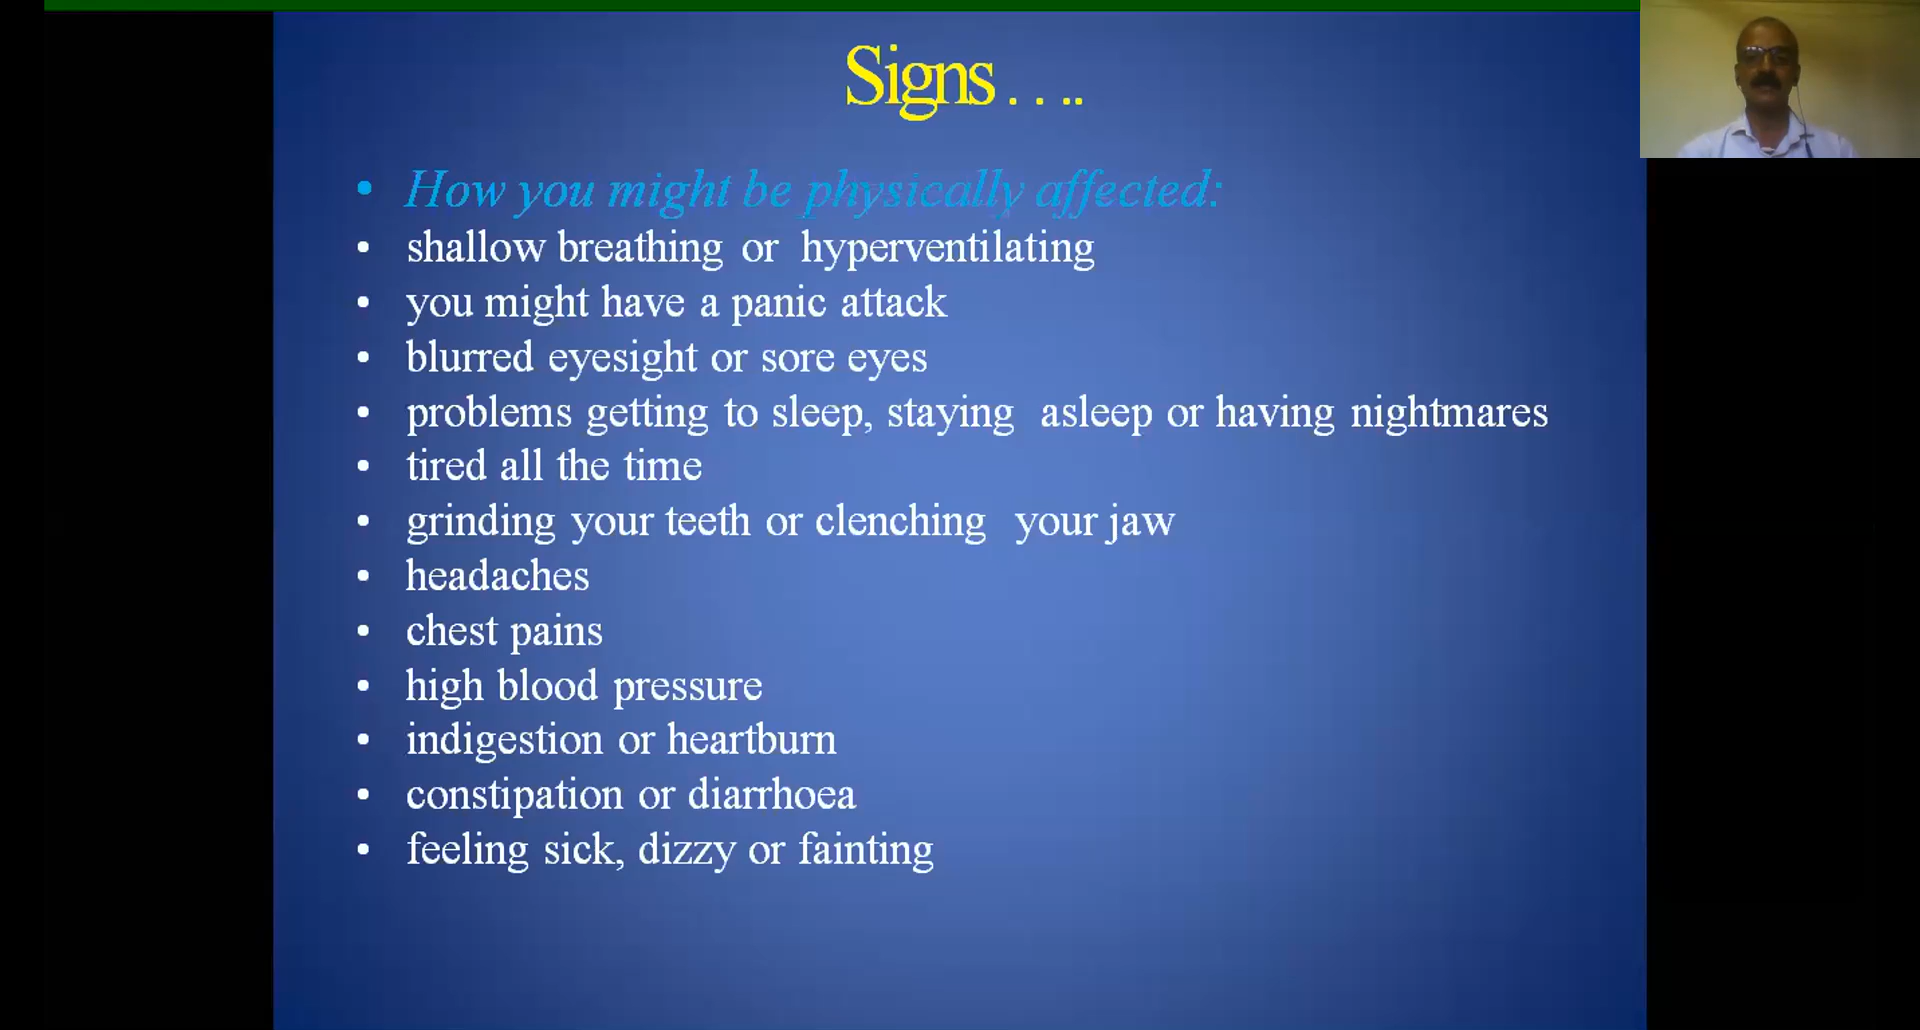 Signs . . ..
• How you might be physically affected:
• shallow breathing or hyperventilating
• you might have a panic attack
• blurred eyesight or sore eyes
• problems getting to sleep, staying asleep or having nightmares
• tired all the time
• grinding your teeth or clenching your jaw
• headaches
• chest pains
• high blood pressure
• indigestion or heartburn
• constipation or diarrhoea
• feeling sick, dizzy or fainting